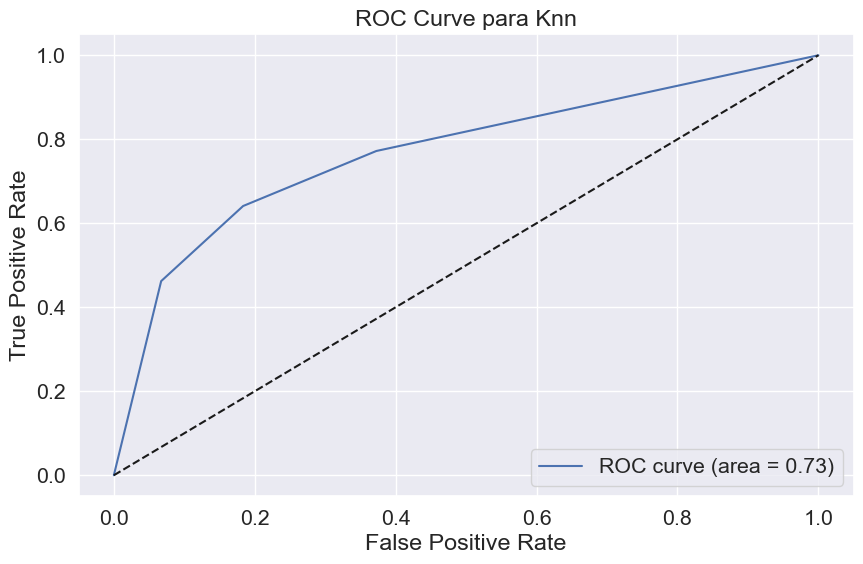 ROC Curve para Knn
True Positive Rate
1.0
0.8
0.6
0.4
0.2
0.0
ROC curve (area = 0.73)
0.0 0.2 0.4 0.6 0.8 1.0
False Positive Rate